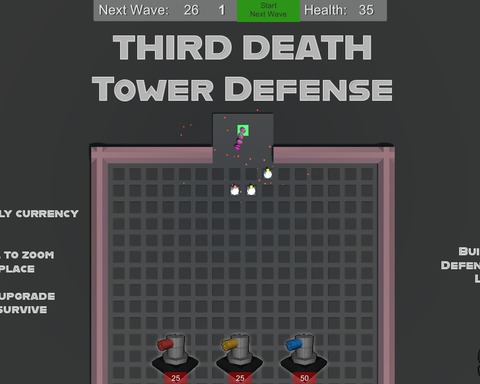 Next Wave: 26 1 Start Next Wave Health: 35
THIRD DEATH
TOWER DEFENSE
LY CURRENCY
TO ZOOM
PLACE
UPGRADE
SURVIVE
BUI
DEFEN
L
25 25 50